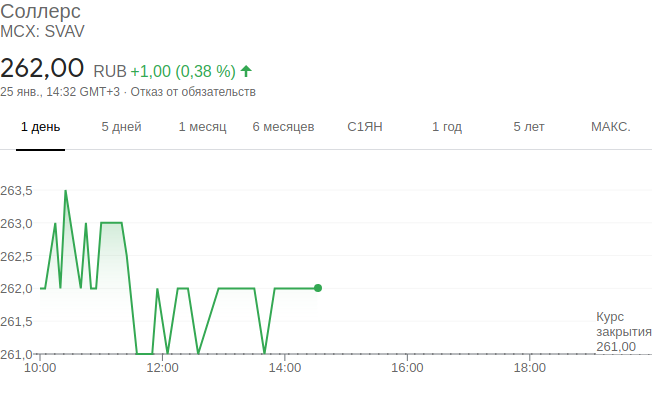 Соллерс
MCX: SVAV
262,00 RUB +1,00 (0,38 %)
25 янв., 14:32 GMT+3 · Отказ от обязательств
1 день 5 дней 1 месяц 6 месяцев С1ЯН 1 год 5 лет МАКС.
263,5
263,0
262,5
262,0
261,5
Курс
закрытия
261,00
261,0
10:00 12:00 14:00 16:00 18:00